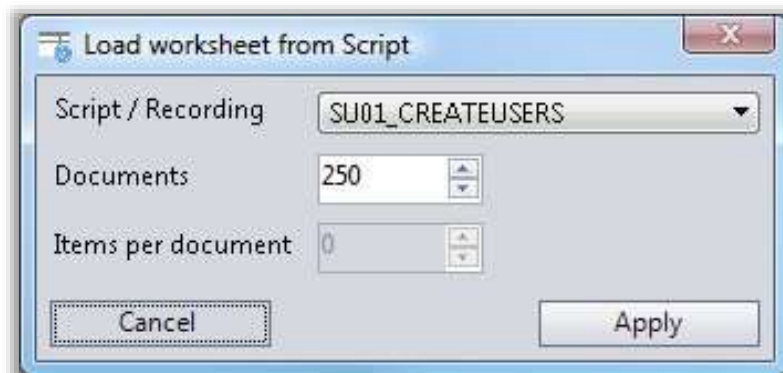 Load worksheet from Script
Script / Recording SU01_CREATEUSERS
Documents 250
Items per document 0
Cancel Apply